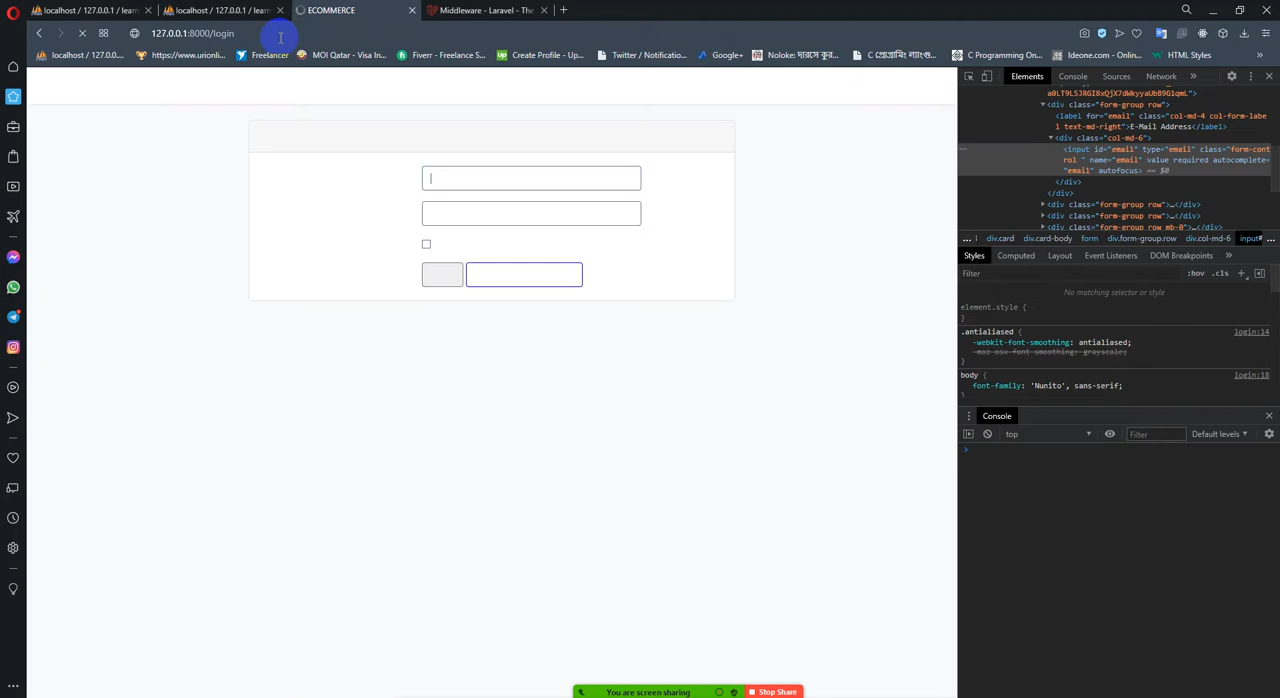 localhost / 127.0.0.1 / learn
localhost / 127.0.0.1 / learn
ECOMMERCE
Middleware - Laravel - The
127.0.0.1:8000/login
localhost / 127.0.0....
https://www.urionli...
Freelancer
MOI Qatar - Visa In...
Fiverr - Freelance S...
Create Profile - Up...
Twitter / Notificatio...
Google+
Noloke: দারসে কুর...
C প্রোগ্রামিং ল্যাংগু...
C Programming On...
Ideone.com - Onlin...
HTML Styles
Elements
Console
Sources
Network
a0LT9L5JRGI8xQjX7dWkyyaUbB9G1qmL">
<div class="form-group row">
<label for="email" class="col-md-4 col-form-labe
l text-md-right">E-Mail Address</label>
<div class="col-md-6">
<input id="email" type="email" class="form-cont
rol " name="email" value required autocomplete=
"email" autofocus> == $0
</div>
</div>
<div class="form-group row">…</div>
<div class="form-group row">…</div>
<div class="form-group row mb-0">…</div>
... div.card div.card-body form div.form-group.row div.col-md-6 input# ...
Styles
Computed
Layout
Event Listeners
DOM Breakpoints
Filter
:hov .cls
No matching selector or style
element.style {
}
.antialiased {
login:14
-webkit-font-smoothing: antialiased;
-moz-osx-font-smoothing: grayscale;
}
body {
login:18
font-family: 'Nunito', sans-serif;
}
Console
top
Filter
Default levels
You are screen sharing
Stop Share